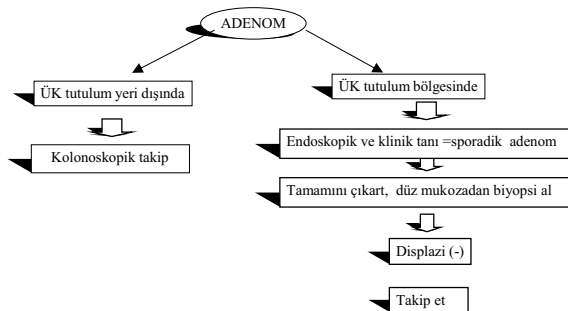 ADENOM
ÜK tutulum yeri dışında
Kolonoskopik takip
ÜK tutulum bölgesinde
Endoskopik ve klinik tanı =sporadik adenom
Tamamını çıkart, düz mukozadan biyopsi al
Displazi (-)
Takip et